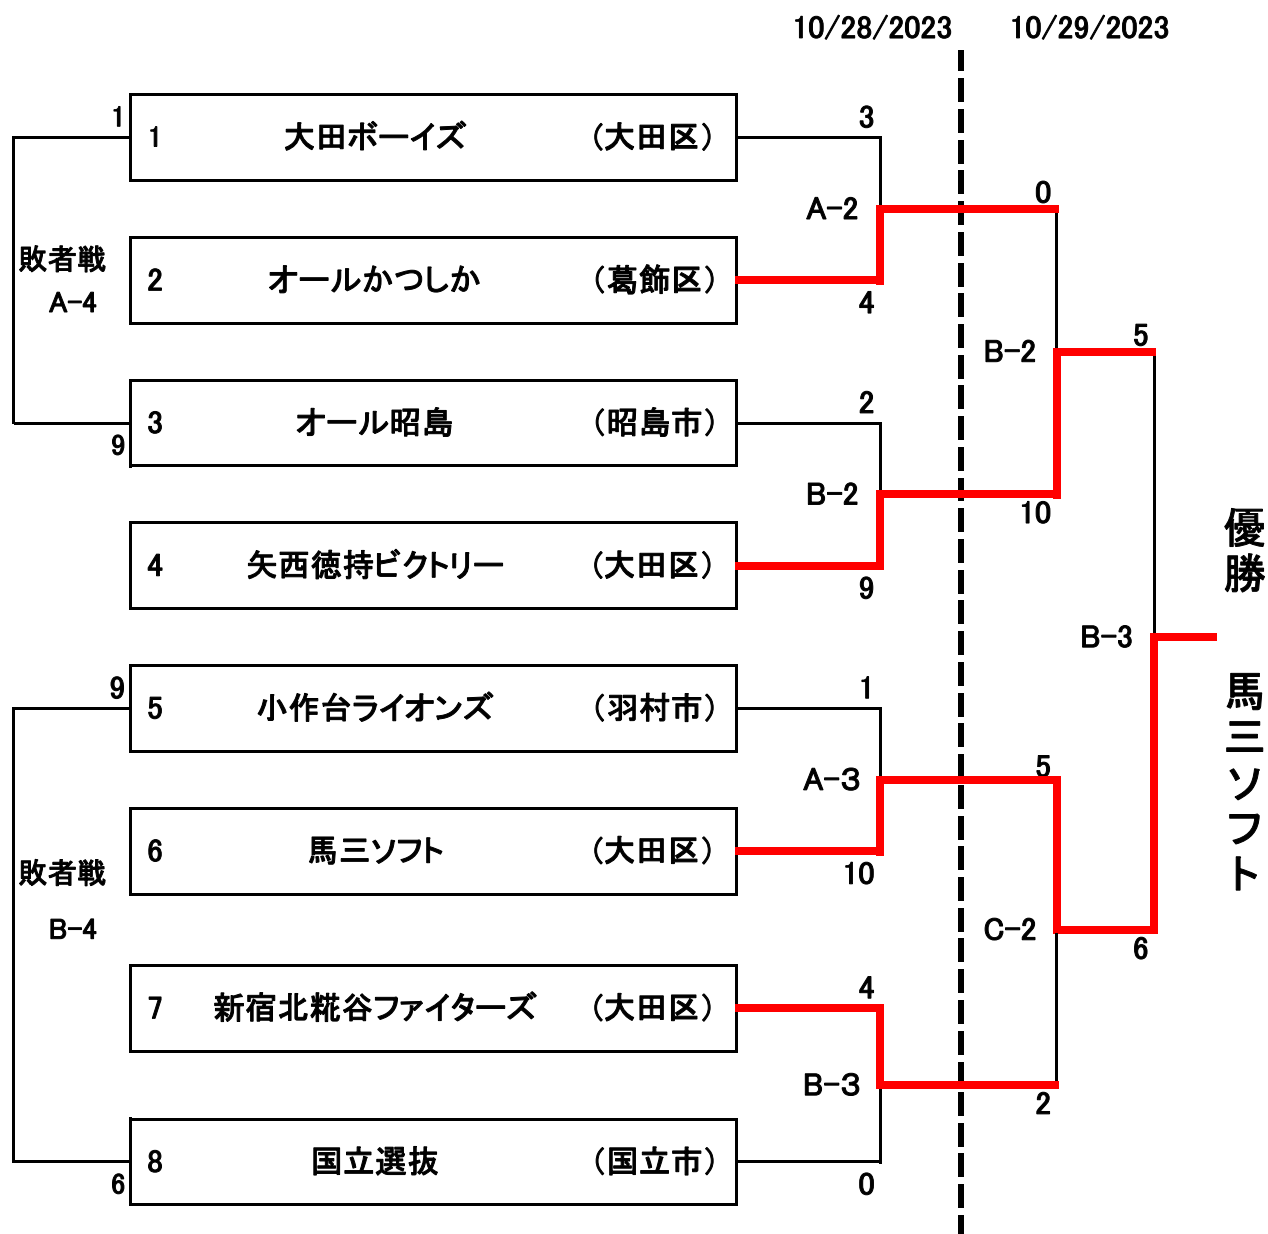 10/28/2023 10/29/2023
1 3
1 大田ボーイズ （大田区）
A-2 0
敗者戦
A-4
2 オールかつしか （葛飾区）
4
B-2 5
2
9 3 オール昭島 （昭島市）
B-2 10
4 矢西徳持ビクトリー （大田区）
9
B-3
優勝 馬三ソフト
9 1
5 小作台ライオンズ （羽村市）
A-3 5
6 馬三ソフト （大田区）
10
敗者戦
B-4
C-2 6
4
7 新宿北糀谷ファイターズ （大田区）
B-3 2
8 国立選抜 （国立市）
6 0